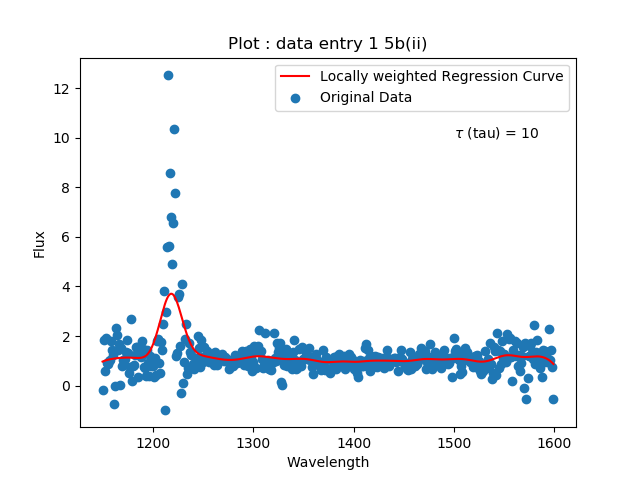 Plot : data entry 1 5b(ii)
Locally weighted Regression Curve
Original Data
τ (tau) = 10
12
10
8
6
4
2
0
Flux
1200 1300 1400 1500 1600
Wavelength